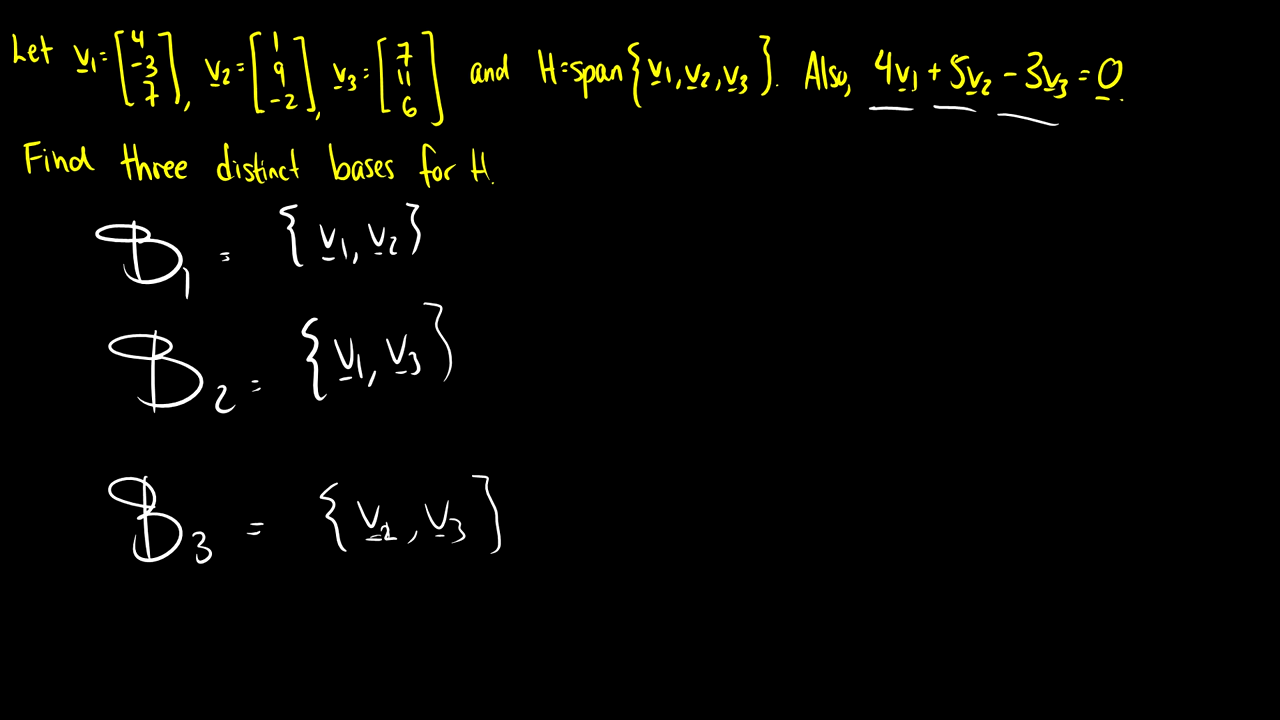 Let v1 = [4 -3 7], v2 = [1 9 -2], v3 = [7 11 6] and H = span{v1, v2, v3}. Also, 4v1 + 5v2 - 3v3 = 0.
Find three distinct bases for H.
B1 = {v1, v2}
B2 = {v1, v3}
B3 = {v2, v3}